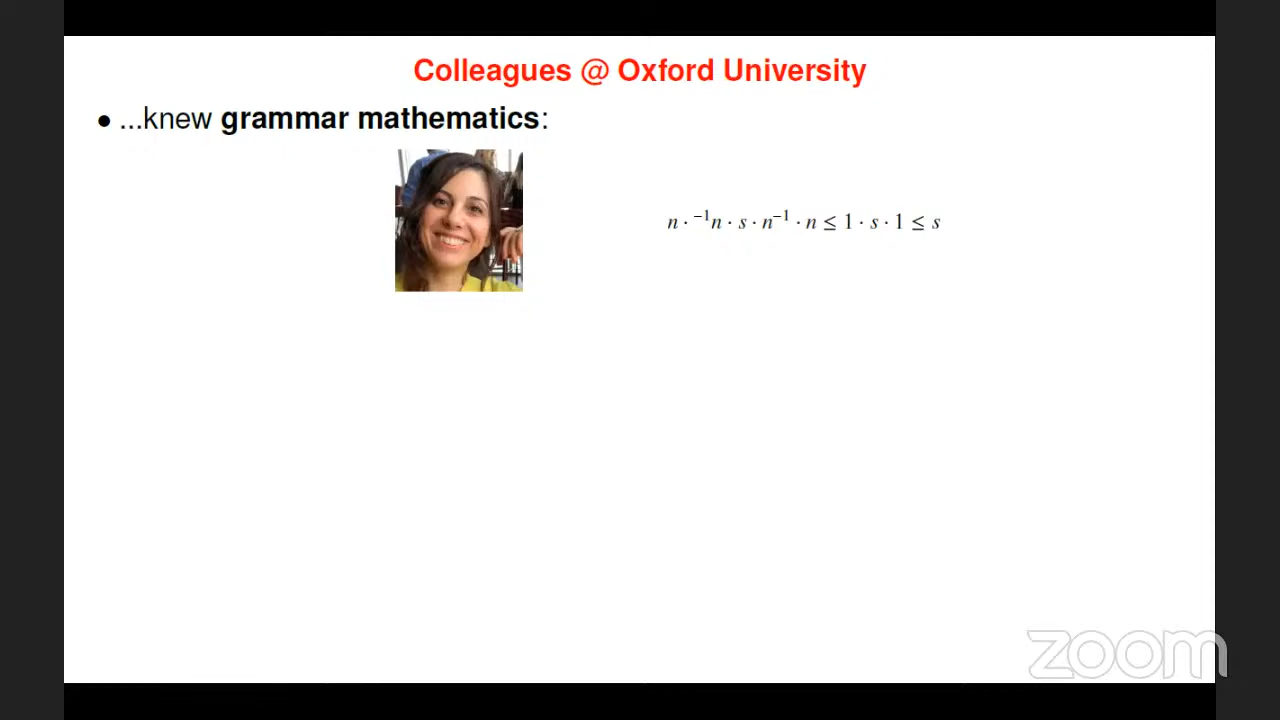 Colleagues @ Oxford University
• ...knew grammar mathematics:
n · ⁻¹n · s · n⁻¹ · n ≤ 1 · s · 1 ≤ s
zoom